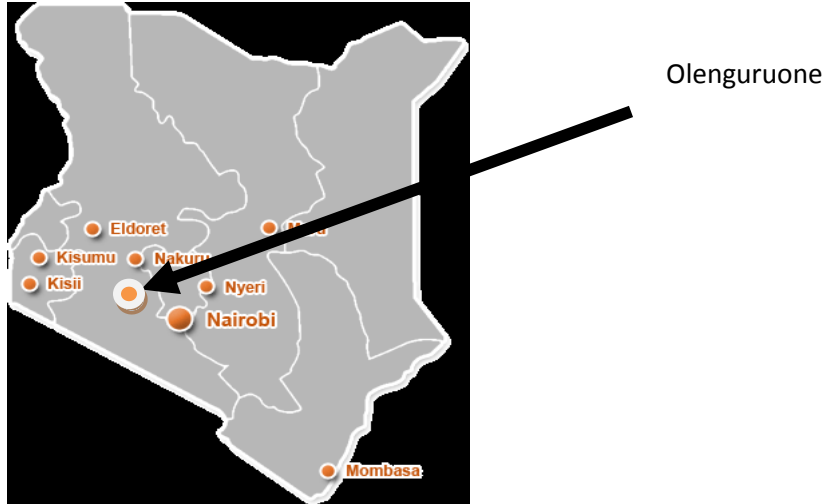 Olenguruone
Eldoret
Kisumu
Nakuru
Kisii
Nyeri
Nairobi
Mombasa